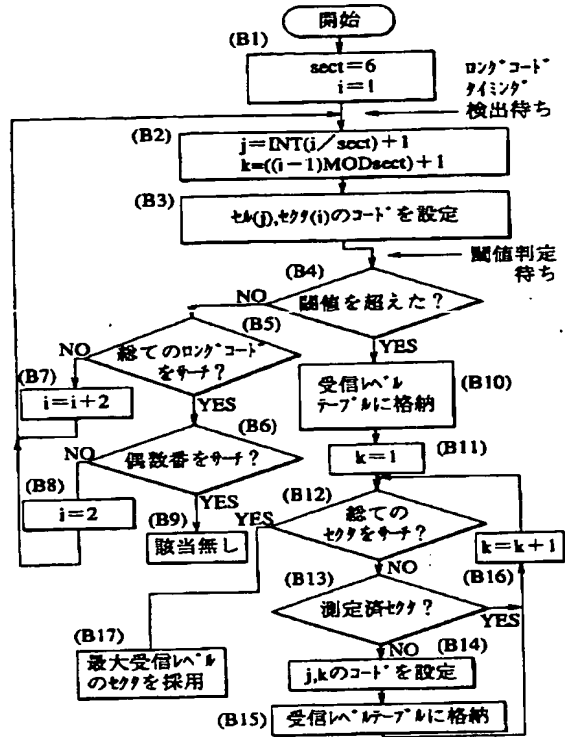 開始
(B1)
sect=6
i=1
ロングコード
タイミング
検出待ち
(B2)
j=INT(i/sect)+1
k=((i-1)MODsect)+1
(B3)
セル(j),セクタ(i)のコードを設定
閾値判定
待ち
(B4)
閾値を超えた?
NO
YES
(B5)
総てのロングコード
をサーチ?
NO
YES
(B7)
i=i+2
(B10)
受信レベル
テーブルに格納
(B6)
偶数番をサーチ?
NO
YES
(B11)
k=1
(B8)
i=2
(B9)
該当無し
(B12)
総ての
セクタをサーチ?
YES
NO
k=k+1
(B16)
(B13)
測定済セクタ?
YES
NO
(B17)
最大受信レベル
のセクタを採用
(B14)
j,kのコードを設定
(B15)
受信レベルテーブルに格納